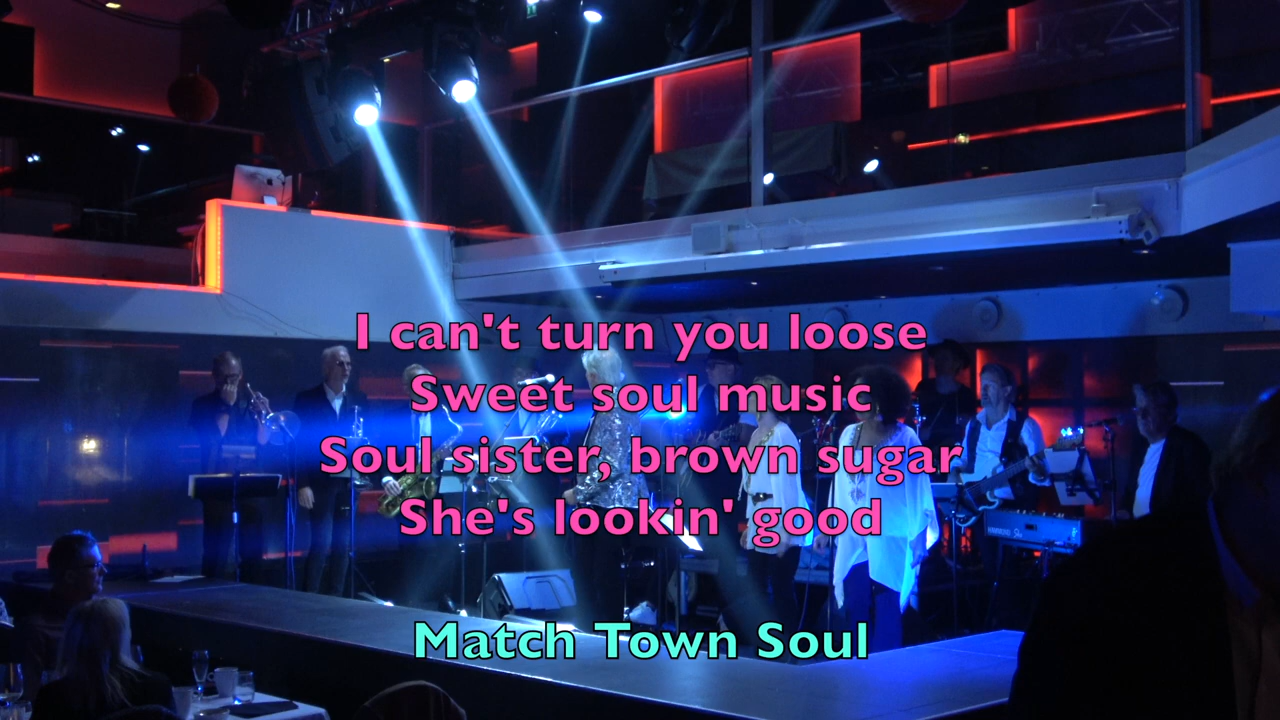 I can't turn you loose
Sweet soul music
Soul sister, brown sugar
She's lookin' good
Match Town Soul